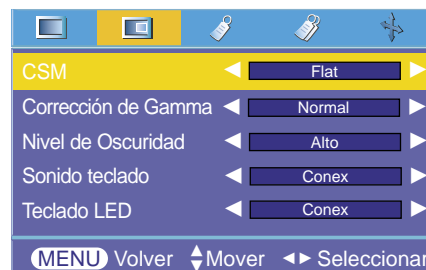 CSM Flat
Corrección de Gamma Normal
Nivel de Oscuridad Alto
Sonido teclado Conex
Teclado LED Conex
MENU Volver Mover Seleccionar